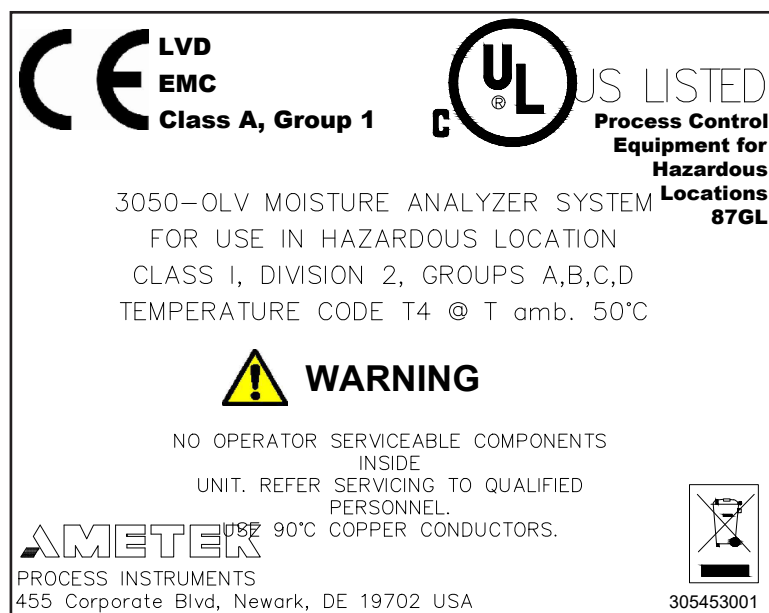 CE LVD
EMC
Class A, Group 1
C UL ® US LISTED
Process Control
Equipment for
Hazardous
Locations
87GL
3050-OLV MOISTURE ANALYZER SYSTEM
FOR USE IN HAZARDOUS LOCATION
CLASS I, DIVISION 2, GROUPS A,B,C,D
TEMPERATURE CODE T4 @ T amb. 50°C
WARNING
NO OPERATOR SERVICEABLE COMPONENTS
INSIDE
UNIT. REFER SERVICING TO QUALIFIED
PERSONNEL.
USE 90°C COPPER CONDUCTORS.
AMETEK
PROCESS INSTRUMENTS
455 Corporate Blvd, Newark, DE 19702 USA
305453001